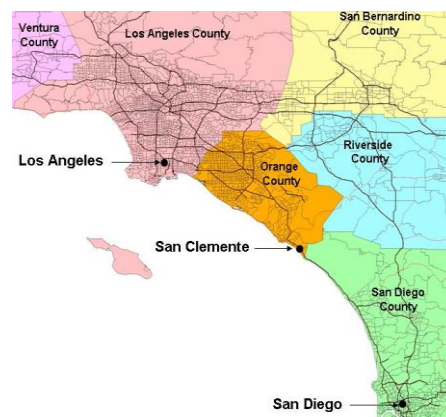 Ventura
County
Los Angeles County
San Bernardino
County
Los Angeles
Orange
County
Riverside
County
San Clemente
San Diego
County
San Diego